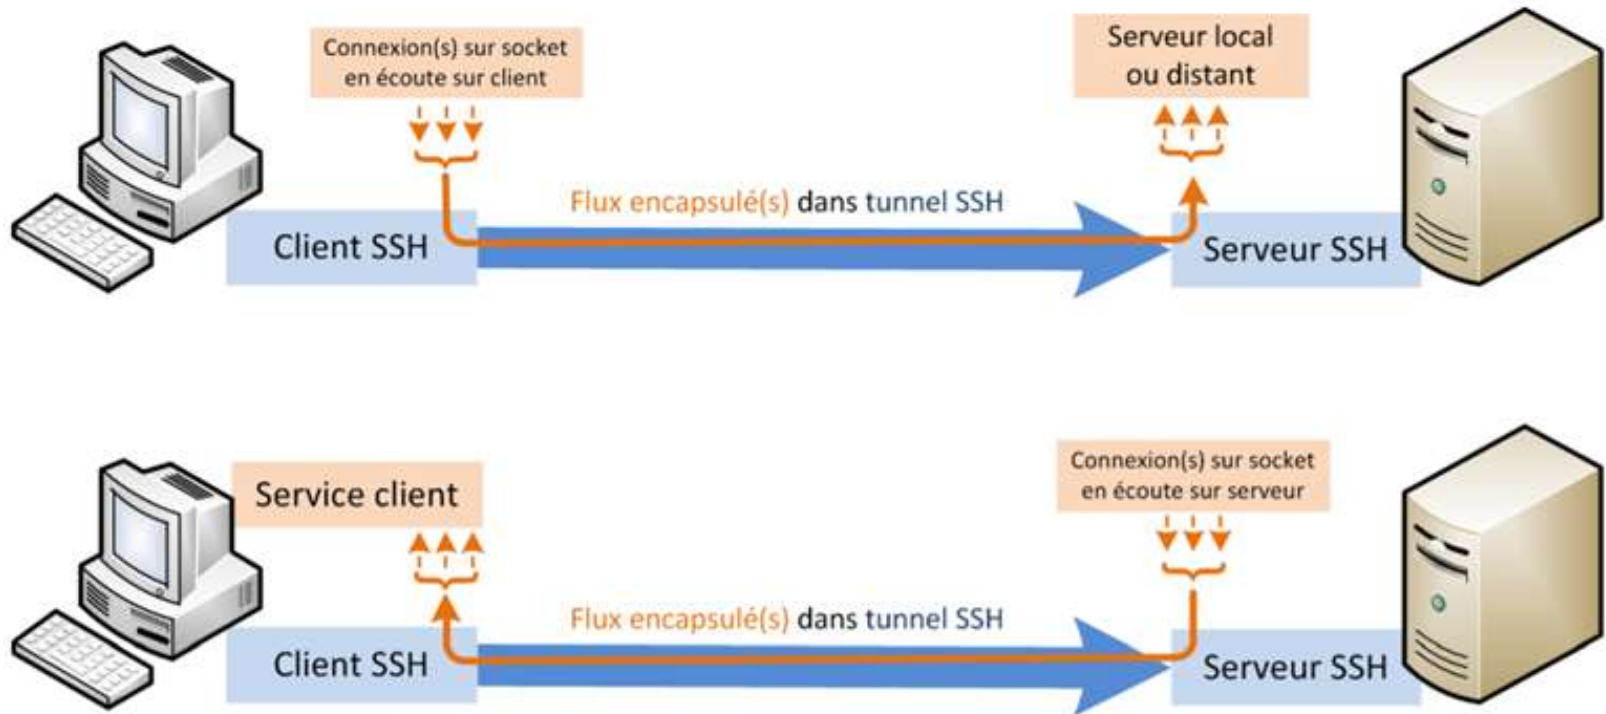 Connexion(s) sur socket
en écoute sur client
Serveur local
ou distant
Flux encapsulé(s) dans tunnel SSH
Client SSH
Serveur SSH
Service client
Connexion(s) sur socket
en écoute sur serveur
Flux encapsulé(s) dans tunnel SSH
Client SSH
Serveur SSH